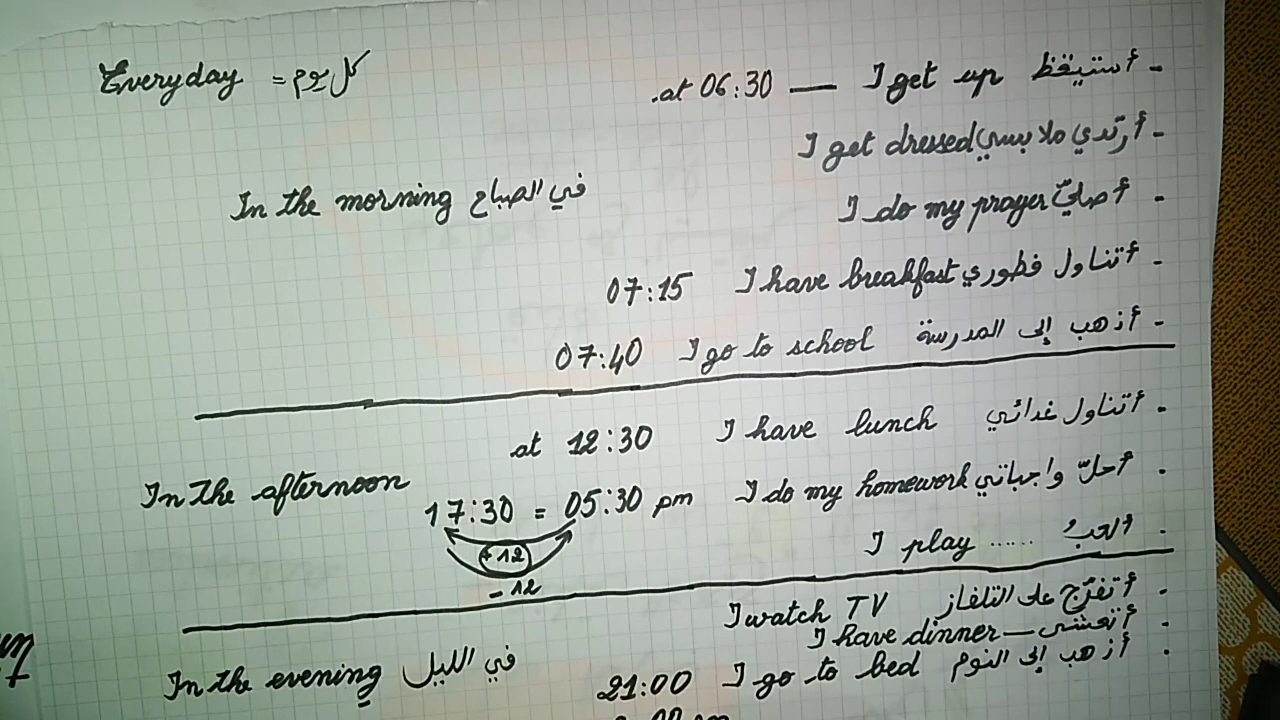 Everyday = كل يوم
at 06:30 — I get up أستيقظ -
I get dressed أرتدي ملابسي -
In the morning في الصباح
I do my prayer أصليّ -
07:15 I have breakfast أتناول فطوري -
07:40 I go to school أذهب إلى المدرسة -
at 12:30 I have lunch أتناول غدائي -
In the afternoon
17:30 = 05:30 pm I do my homework أحلّ واجباتي -
+12
-12
I play ...... ألعبُ -
I watch TV أتفرّج على التلفاز -
I have dinner — أتعشى -
In the evening في الليل
21:00 I go to bed أذهب إلى النوم -